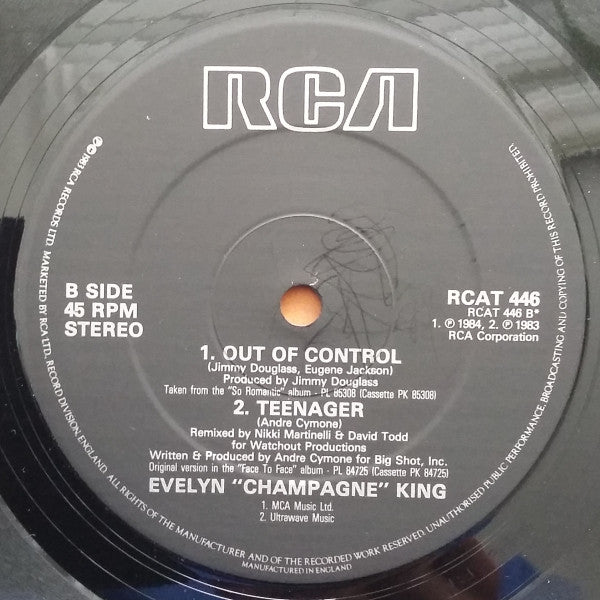 RCA
B SIDE
45 RPM
STEREO
RCAT 446
RCAT 446 B*
1. ℗ 1984, 2. ℗ 1983
RCA Corporation
1. OUT OF CONTROL
(Jimmy Douglass, Eugene Jackson)
Produced by Jimmy Douglass
Taken from the "So Romantic" album - PL 85308 (Cassette PK 85308)
2. TEENAGER
(Andre Cymone)
Remixed by Nikki Martinelli & David Todd
for Watchout Productions
Written & Produced by Andre Cymone for Big Shot, Inc.
Original version in the "Face To Face" album - PL 84725 (Cassette PK 84725)
EVELYN "CHAMPAGNE" KING
1. MCA Music Ltd.
2. Ultrawave Music
1983 RCA RECORDS LTD. MARKETED BY RCA LTD. RECORD DIVISION, ENGLAND. ALL RIGHTS OF THE MANUFACTURER AND OF THE RECORDED WORK RESERVED. UNAUTHORISED PUBLIC PERFORMANCE, BROADCASTING AND COPYING OF THIS RECORD PROHIBITED.
MANUFACTURED IN ENGLAND